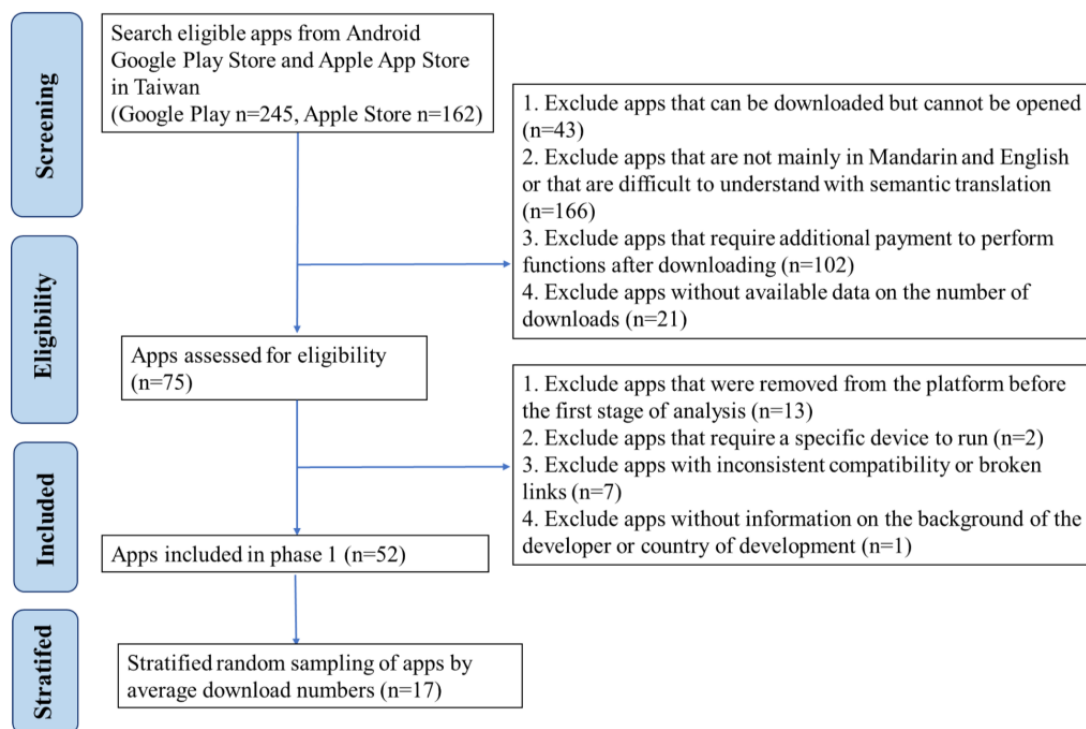 Screening
Search eligible apps from Android
Google Play Store and Apple App Store
in Taiwan
(Google Play n=245, Apple Store n=162)
1. Exclude apps that can be downloaded but cannot be opened
(n=43)
2. Exclude apps that are not mainly in Mandarin and English
or that are difficult to understand with semantic translation
(n=166)
3. Exclude apps that require additional payment to perform
functions after downloading (n=102)
4. Exclude apps without available data on the number of
downloads (n=21)
Eligibility
Apps assessed for eligibility
(n=75)
1. Exclude apps that were removed from the platform before
the first stage of analysis (n=13)
2. Exclude apps that require a specific device to run (n=2)
3. Exclude apps with inconsistent compatibility or broken
links (n=7)
4. Exclude apps without information on the background of the
developer or country of development (n=1)
Included
Apps included in phase 1 (n=52)
Stratifed
Stratified random sampling of apps by
average download numbers (n=17)